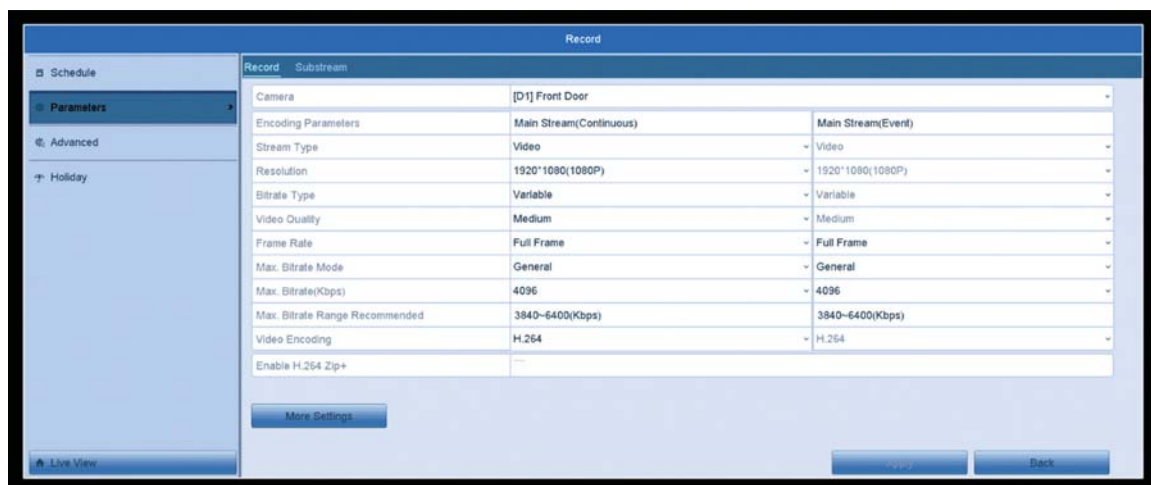 Record
Schedule
Parameters
Advanced
Holiday
Live View
Record Substream
Camera [D1] Front Door
Encoding Parameters Main Stream(Continuous) Main Stream(Event)
Stream Type Video Video
Resolution 1920*1080(1080P) 1920*1080(1080P)
Bitrate Type Variable Variable
Video Quality Medium Medium
Frame Rate Full Frame Full Frame
Max. Bitrate Mode General General
Max. Bitrate(Kbps) 4096 4096
Max. Bitrate Range Recommended 3840~6400(Kbps) 3840~6400(Kbps)
Video Encoding H.264 H.264
Enable H.264 Zip+
More Settings
Apply Back